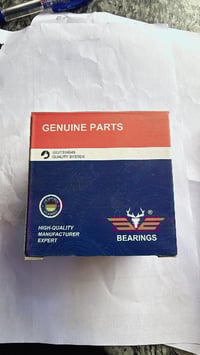 GENUINE PARTS
QUALITY SYSTEM
HIGH-QUALITY
MANUFACTURER
EXPERT
®
BEARINGS